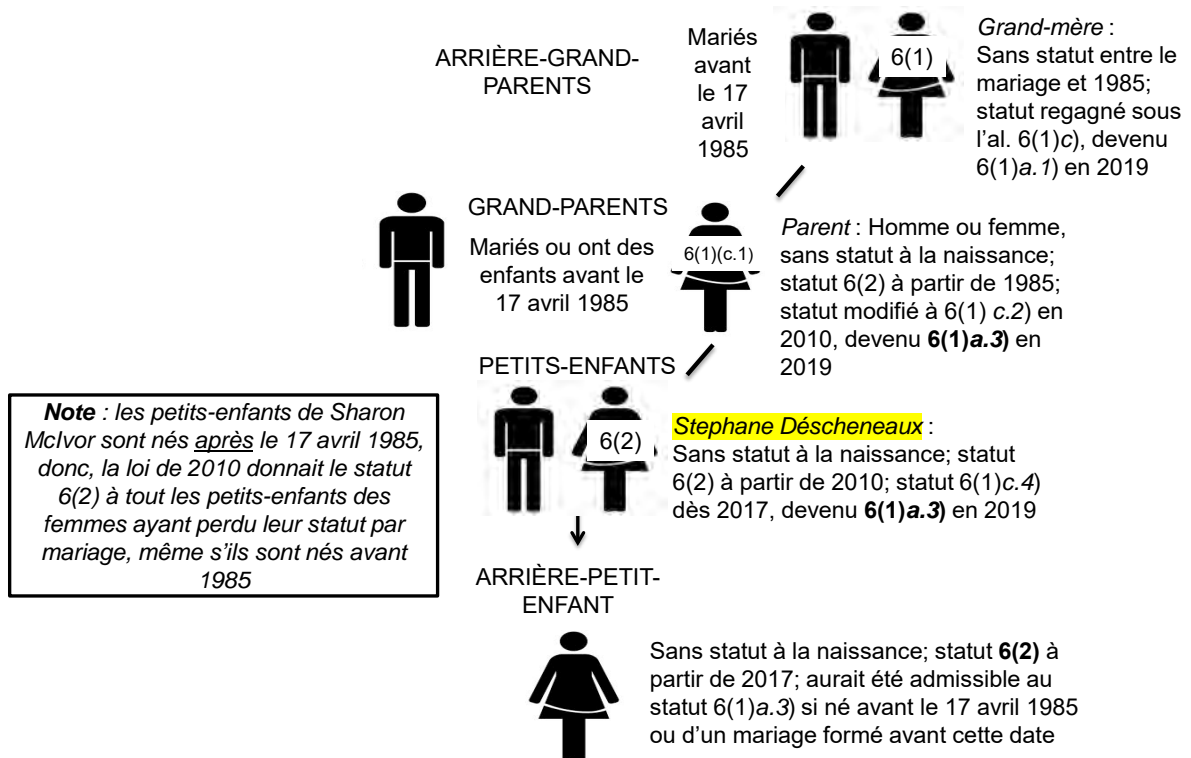 ARRIÈRE-GRAND-
PARENTS
Mariés
avant
le 17
avril
1985
6(1)
Grand-mère :
Sans statut entre le
mariage et 1985;
statut regagné sous
l’al. 6(1)c), devenu
6(1)a.1) en 2019
GRAND-PARENTS
Mariés ou ont des
enfants avant le
17 avril 1985
6(1)(c.1)
Parent : Homme ou femme,
sans statut à la naissance;
statut 6(2) à partir de 1985;
statut modifié à 6(1) c.2) en
2010, devenu 6(1)a.3) en
2019
PETITS-ENFANTS
6(2)
Stephane Déscheneaux :
Sans statut à la naissance; statut
6(2) à partir de 2010; statut 6(1)c.4)
dès 2017, devenu 6(1)a.3) en 2019
Note : les petits-enfants de Sharon
McIvor sont nés après le 17 avril 1985,
donc, la loi de 2010 donnait le statut
6(2) à tout les petits-enfants des
femmes ayant perdu leur statut par
mariage, même s’ils sont nés avant
1985
ARRIÈRE-PETIT-
ENFANT
Sans statut à la naissance; statut 6(2) à
partir de 2017; aurait été admissible au
statut 6(1)a.3) si né avant le 17 avril 1985
ou d’un mariage formé avant cette date